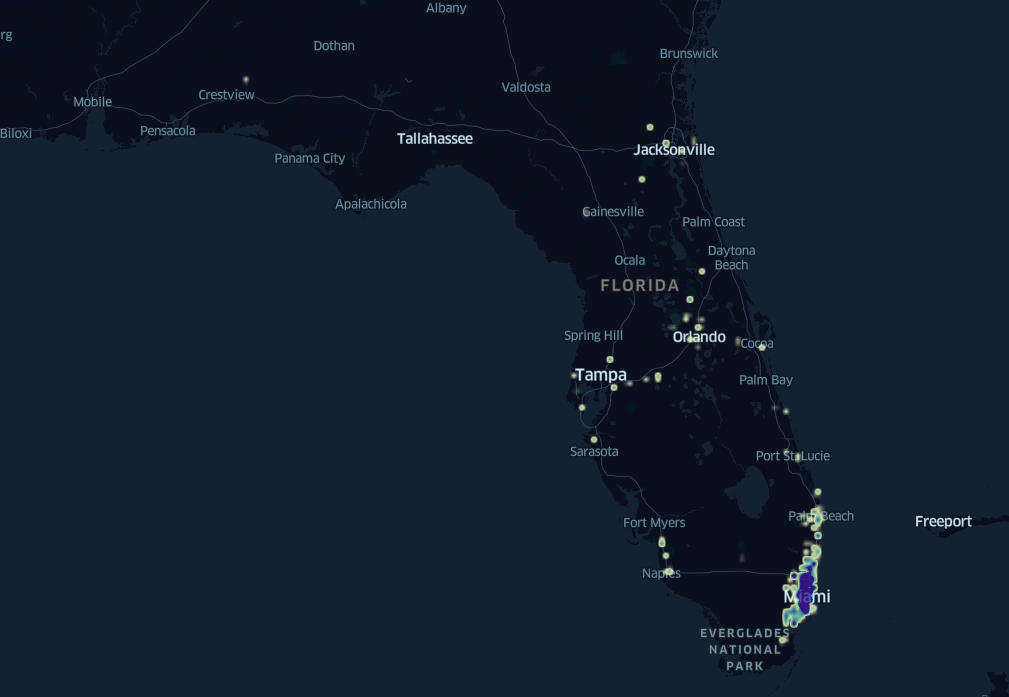 Albany
rg
Dothan
Brunswick
Valdosta
Crestview
Mobile
Biloxi
Pensacola
Tallahassee
Jacksonville
Panama City
Apalachicola
Gainesville
Palm Coast
Daytona
Beach
Ocala
FLORIDA
Spring Hill
Orlando
Cocoa
Tampa
Palm Bay
Sarasota
Port St. Lucie
Fort Myers
Palm Beach
Freeport
Naples
Miami
EVERGLADES
NATIONAL
PARK